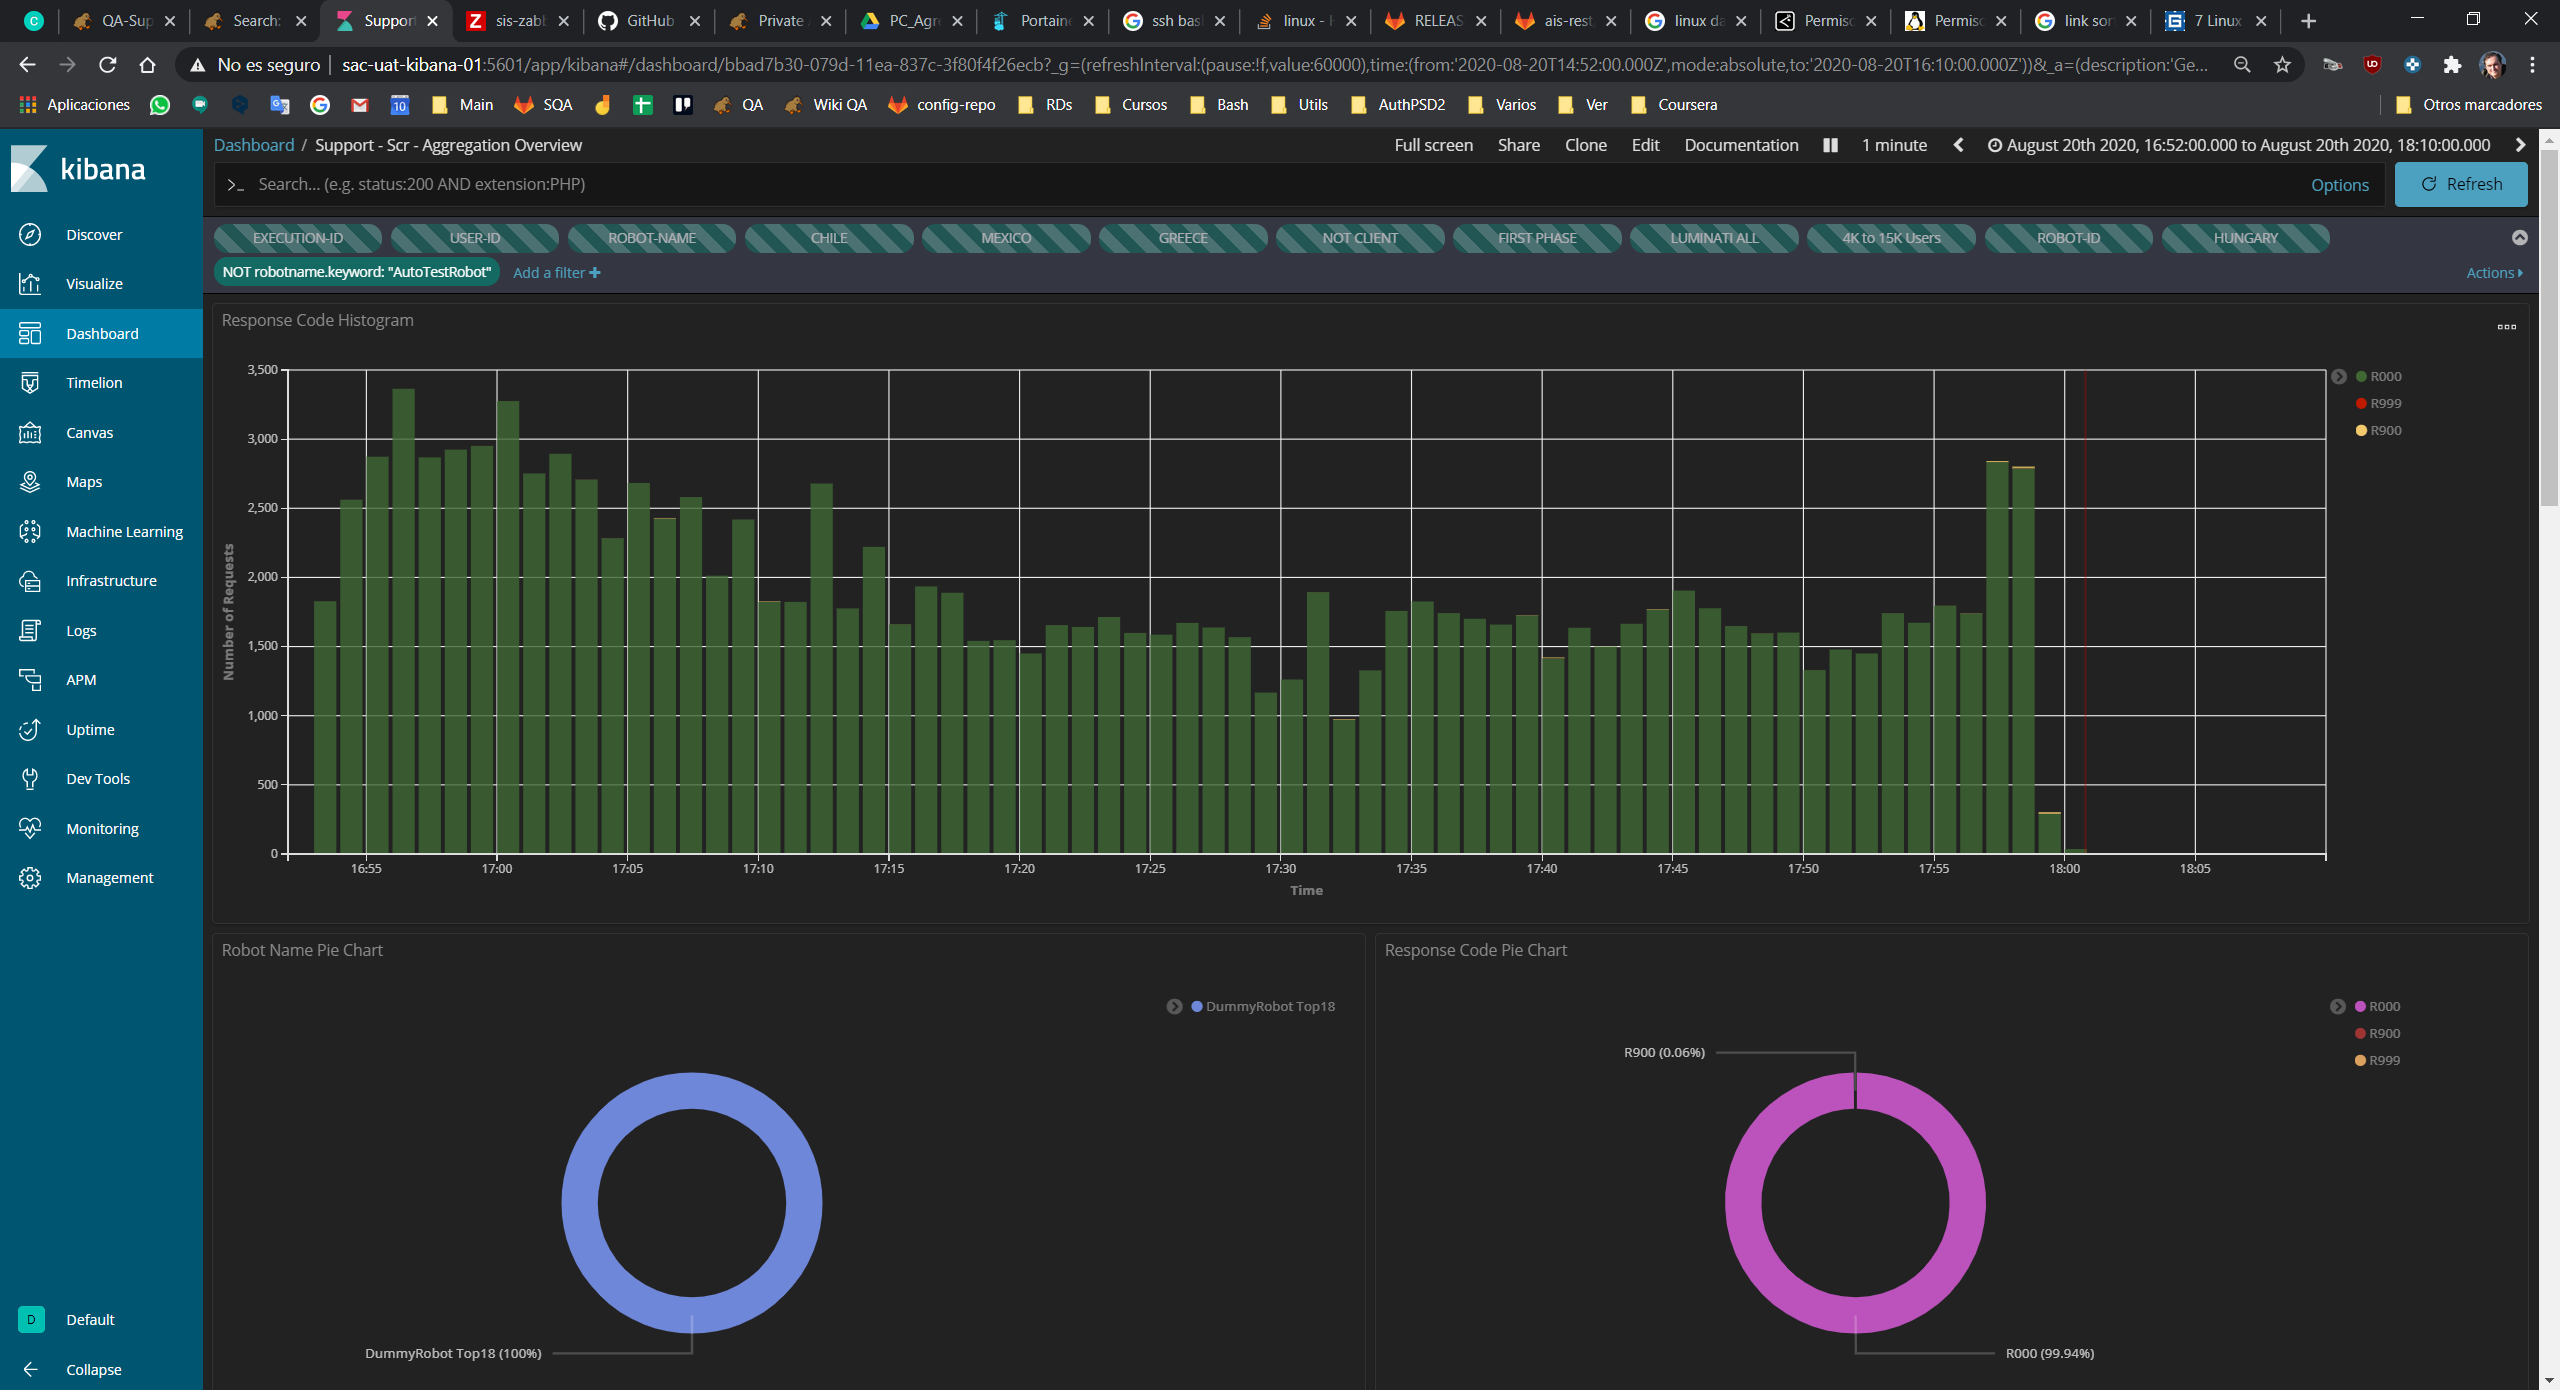 QA-Sup
Search:
Support
sis-zabb
GitHub
Private
PC_Agre
Portaine
ssh bas
linux -
RELEAS
ais-rest
linux da
Permisc
Permisc
link sor
7 Linux
No es seguro
sac-uat-kibana-01:5601/app/kibana#/dashboard/bbad7b30-079d-11ea-837c-3f80f4f26ecb?_g=(refreshInterval:(pause:!f,value:60000),time:(from:'2020-08-20T14:52:00.000Z',mode:absolute,to:'2020-08-20T16:10:00.000Z'))&_a=(description:'Ge...
Aplicaciones
Main
SQA
10
QA
Wiki QA
config-repo
RDs
Cursos
Bash
Utils
AuthPSD2
Varios
Ver
Coursera
Otros marcadores
kibana
Discover
Visualize
Dashboard
Timelion
Canvas
Maps
Machine Learning
Infrastructure
Logs
APM
Uptime
Dev Tools
Monitoring
Management
D Default
Collapse
Dashboard / Support - Scr - Aggregation Overview
Full screen Share Clone Edit Documentation 1 minute August 20th 2020, 16:52:00.000 to August 20th 2020, 18:10:00.000
>_ Search... (e.g. status:200 AND extension:PHP) Options Refresh
EXECUTION-ID USER-ID ROBOT-NAME CHILE MEXICO GREECE NOT CLIENT FIRST PHASE LUMINATI ALL 4K to 15K Users ROBOT-ID HUNGARY
NOT robotname.keyword: "AutoTestRobot" Add a filter + Actions
Response Code Histogram
3,500
3,000
2,500
2,000
1,500
1,000
500
0
Number of Requests
16:55 17:00 17:05 17:10 17:15 17:20 17:25 17:30 17:35 17:40 17:45 17:50 17:55 18:00 18:05
Time
R000
R999
R900
Robot Name Pie Chart
DummyRobot Top18
DummyRobot Top18 (100%)
Response Code Pie Chart
R000
R900
R999
R900 (0.06%)
R000 (99.94%)